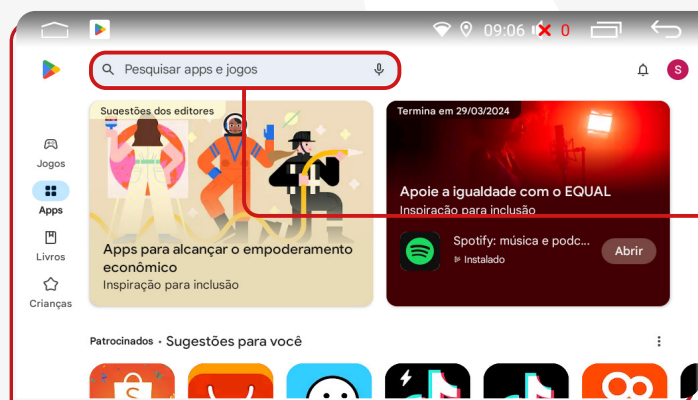 09:06
0
Pesquisar apps e jogos
S
Jogos
Apps
Livros
Crianças
Sugestões dos editores
Apps para alcançar o empoderamento
econômico
Inspiração para inclusão
Termina em 29/03/2024
Apoie a igualdade com o EQUAL
Inspiração para inclusão
Spotify: música e podc...
Instalado
Abrir
Patrocinados · Sugestões para você
S